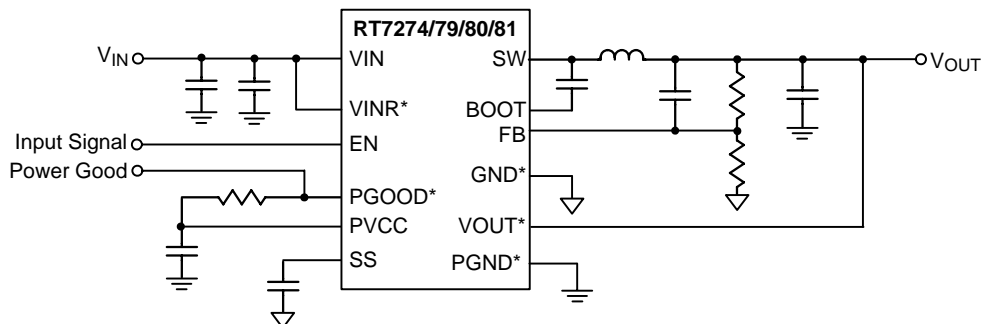 RT7274/79/80/81
VIN
VIN
SW
VOUT
BOOT
VINR*
FB
Input Signal
EN
Power Good
GND*
PGOOD*
PVCC
VOUT*
SS
PGND*